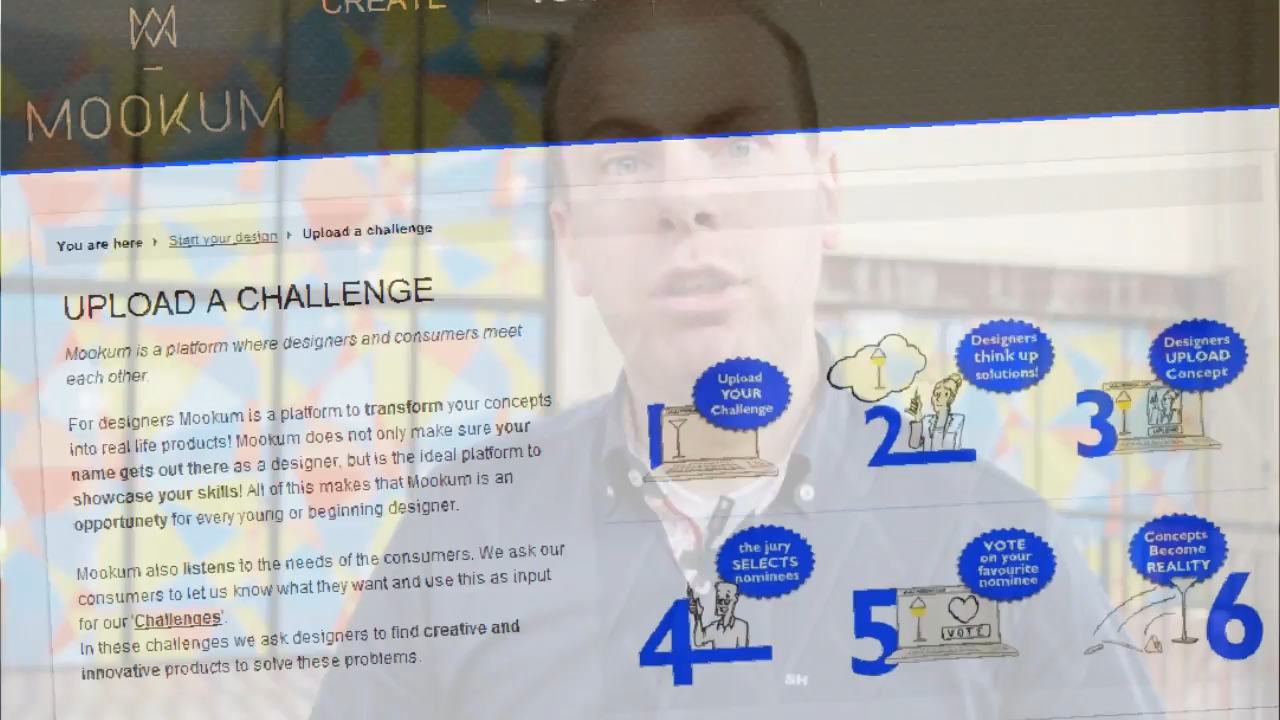 CREATE
MOOKUM
You are here › Start your design › Upload a challenge
UPLOAD A CHALLENGE
Mookum is a platform where designers and consumers meet
each other.
For designers Mookum is a platform to transform your concepts
into real life products! Mookum does not only make sure your
name gets out there as a designer, but is the ideal platform to
showcase your skills! All of this makes that Mookum is an
opportunety for every young or beginning designer.
Mookum also listens to the needs of the consumers. We ask our
consumers to let us know what they want and use this as input
for our 'Challenges'.
In these challenges we ask designers to find creative and
innovative products to solve these problems.
1
Upload
YOUR
Challenge
2
Designers
think up
solutions!
3
Designers
UPLOAD
Concept
4
the jury
SELECTS
nominees
5
VOTE
on your
favourite
nominee
VOTE
6
Concepts
Become
REALITY